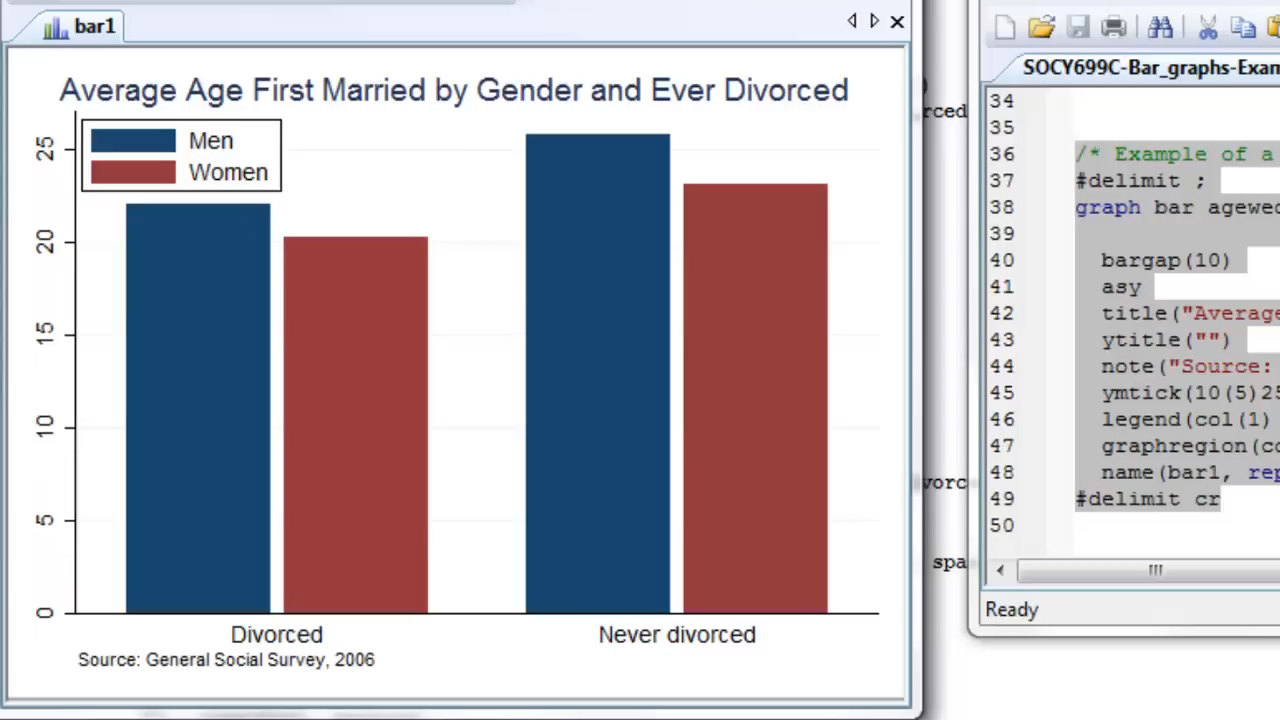 bar1
Average Age First Married by Gender and Ever Divorced
Men
Women
25
20
15
10
5
0
Divorced
Never divorced
Source: General Social Survey, 2006
rced
vorc
spa
SOCY699C-Bar_graphs-Exam
34
35
36 /* Example of a
37 #delimit ;
38 graph bar agewed
39
40 bargap(10)
41 asy
42 title("Average
43 ytitle("")
44 note("Source:
45 ymtick(10(5)25
46 legend(col(1)
47 graphregion(co
48 name(bar1, rep
49 #delimit cr
50
Ready